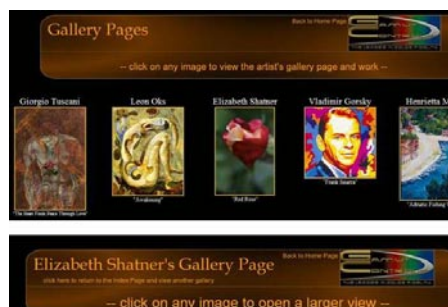 Back to Home Page
Gallery Pages
-- click on any image to view the artist's gallery page and work --
Giorgio Tuscani
Leon Oks
Elizabeth Shatner
Vladimir Gorsky
Henrietta M
"Awakening"
"Red Rose"
"Frank Sinatra"
Back to Home Page
Elizabeth Shatner's Gallery Page
click here to return to the Index Page and view another gallery
-- click on any image to open a larger view --